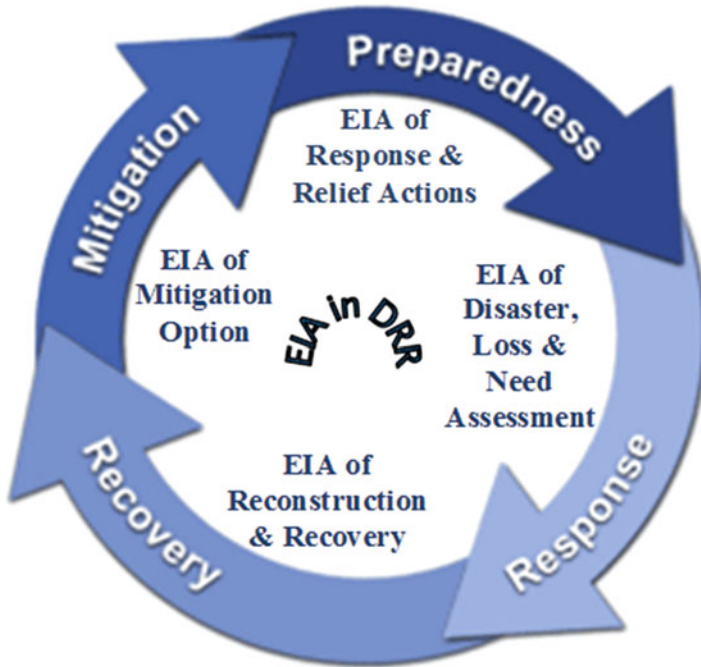 Preparedness
EIA of
Response &
Relief Actions
Mitigation
EIA of
Mitigation
Option
EIA in DRR
EIA of
Disaster,
Loss &
Need
Assessment
EIA of
Reconstruction
& Recovery
Recovery
Response